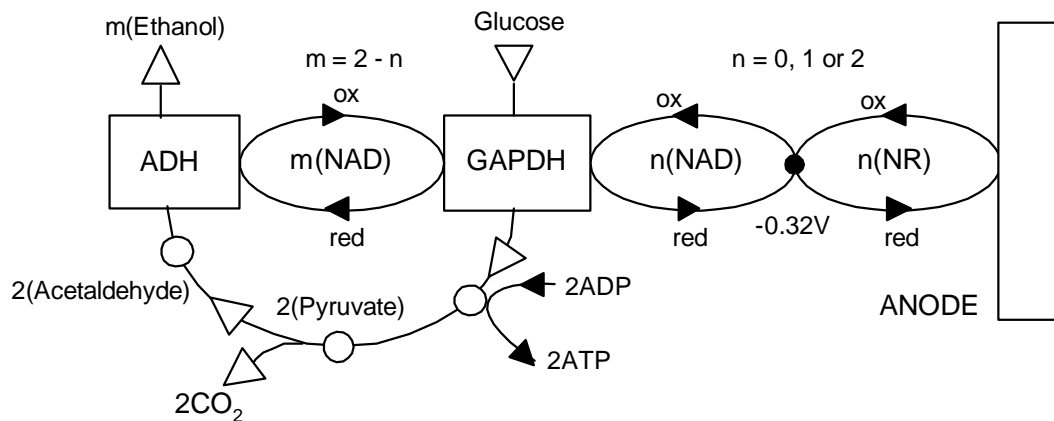 m(Ethanol)
Glucose
m = 2 - n
n = 0, 1 or 2
ox
ox
ox
ADH
m(NAD)
GAPDH
n(NAD)
n(NR)
red
red
-0.32V
red
2(Acetaldehyde)
2(Pyruvate)
2ADP
ANODE
2ATP
2CO₂